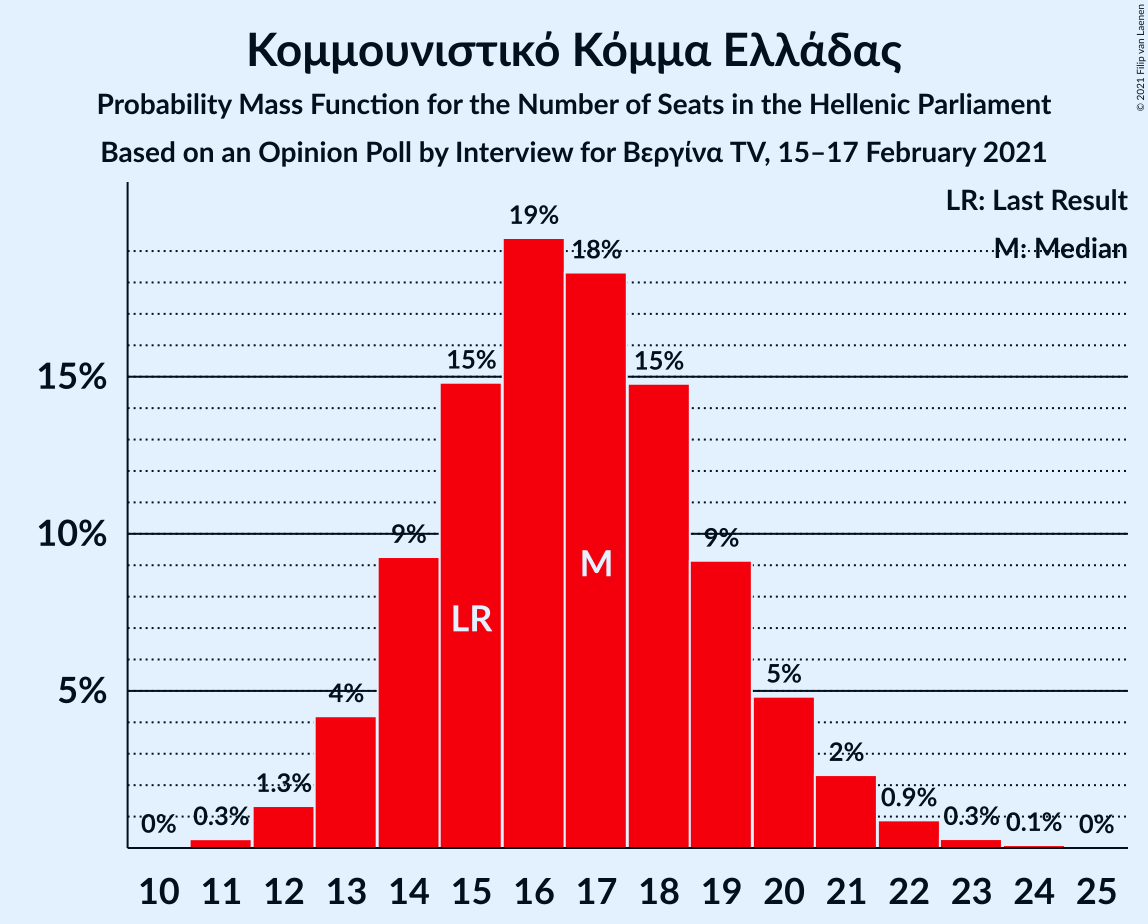 Κομμουνιστικό Κόμμα Ελλάδας
Probability Mass Function for the Number of Seats in the Hellenic Parliament
Based on an Opinion Poll by Interview for Βεργίνα TV, 15–17 February 2021
© 2021 Filip van Laenen
LR: Last Result
M: Median
19%
18%
15%
15%
15%
10%
9%
9%
5%
5%
4%
2%
1.3%
0.9%
0%
0.3%
0.3%
0.1%
0%
M
LR
10 11 12 13 14 15 16 17 18 19 20 21 22 23 24 25